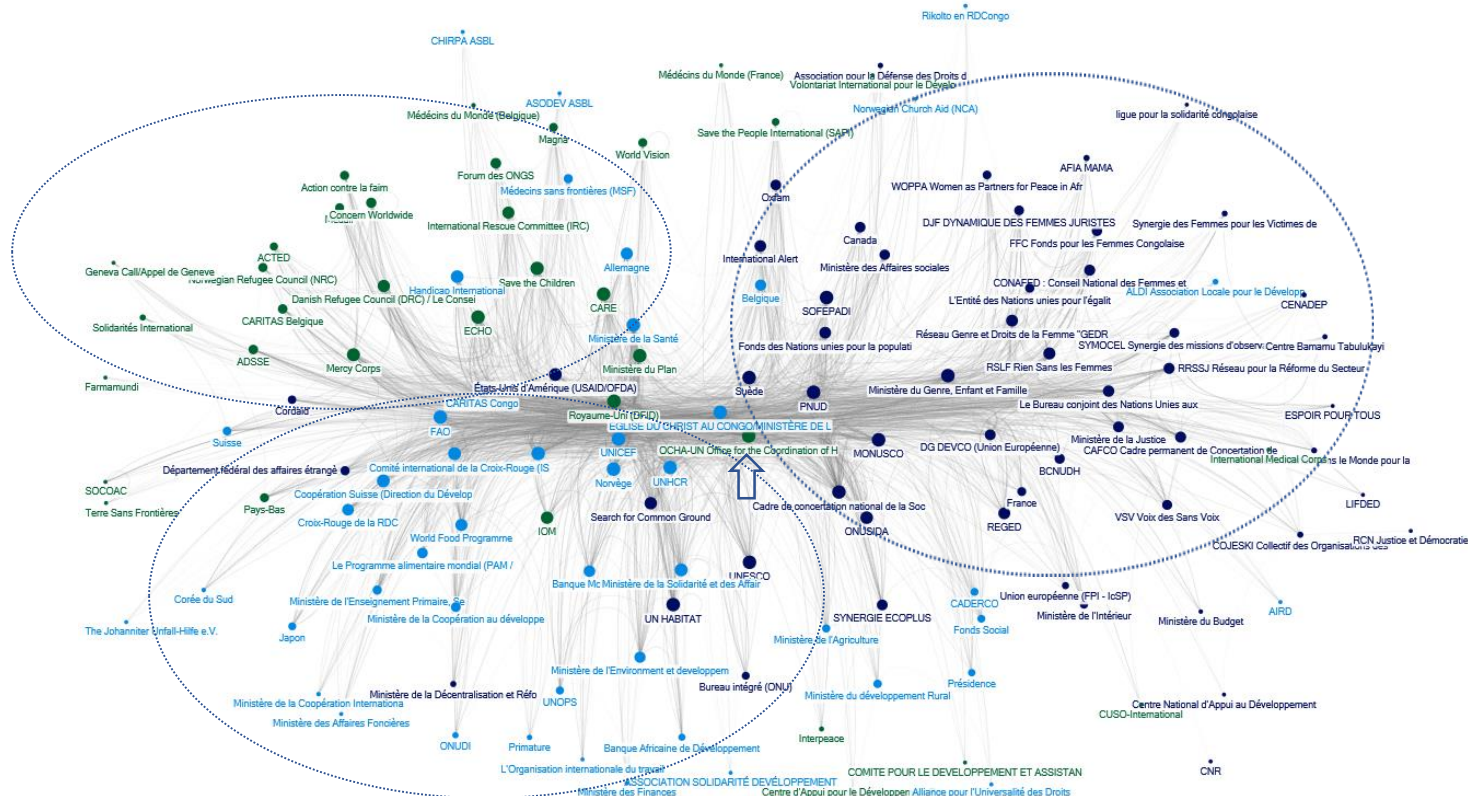 Rikolto en RDCongo
CHIRPA ASBL
Médécins du Monde (France)
Association pour la Défense des Droits d
Volontariat International pour le Dévelo
ASODEV ASBL
Norwegian Church Aid (NCA)
Médécins du Monde (Belgique)
ligue pour la solidarité congolaise
Magna
Save the People International (SAPI)
World Vision
Forum des ONGS
AFIA MAMA
Action contre la faim
Médecins sans frontières (MSF)
WOPPA Women as Partners for Peace in Afr
Oxfam
Concern Worldwide
International Rescue Committee (IRC)
DJF DYNAMIQUE DES FEMMES JURISTES
Synergie des Femmes pour les Victimes de
Canada
FFC Fonds pour les Femmes Congolaise
ACTED
International Alert
Ministère des Affaires sociales
Allemagne
Geneva Call/Appel de Geneve
Norwegian Refugee Council (NRC)
Save the Children
CONAFED : Conseil National des Femmes et
Handicap International
Danish Refugee Council (DRC) / Le Consei
Belgique
L'Entité des Nations unies pour l'égalit
ALDI Association Locale pour le Développ
CENADEP
CARE
SOFEPADI
CARITAS Belgique
Solidarités International
ECHO
Réseau Genre et Droits de la Femme "GEDR
Ministère de la Santé
Fonds des Nations unies pour la populati
SYMOCEL Synergie des missions d'observa
Centre Bamamu Tabulukayi
ADSSE
Mercy Corps
Ministère du Plan
RSLF Rien Sans les Femmes
RRSSJ Réseau pour la Réforme du Secteur
Farmamundi
États-Unis d'Amérique (USAID/OFDA)
Suède
Ministère du Genre, Enfant et Famille
CARITAS Congo
Cordaid
PNUD
Le Bureau conjoint des Nations Unies aux
Royaume-Uni (DFID)
ESPOIR POUR TOUS
EGLISE DU CHRIST AU CONGO/MINISTÈRE DE L
FAO
Suisse
Ministère de la Justice
UNICEF
OCHA-UN Office for the Coordination of H
MONUSCO
DG DEVCO (Union Européenne)
CAFCO Cadre permanent de Concertation de
International Medical Corps
s le Monde pour la
Département fédéral des affaires étrangè
Comité international de la Croix-Rouge (IS
BCNUDH
Norvège
UNHCR
SOCOAC
Coopération Suisse (Direction du Dévelop
Terre Sans Frontières
Pays-Bas
Search for Common Ground
Cadre de concertation national de la Soc
France
LIFDED
Croix-Rouge de la RDC
IOM
ONUSIDA
REGED
VSV Voix des Sans Voix
World Food Programme
RCN Justice et Démocratie
COJESKI Collectif des Organisations des
Le Programme alimentaire mondial (PAM /
UNESCO
Banque Mo
Ministère de la Solidarité et des Affair
Union européenne (FPI - IcSP)
Corée du Sud
Ministère de l'Enseignement Primaire, Se
CADERCO
AIRD
Ministère de la Coopération au développe
UN HABITAT
SYNERGIE ECOPLUS
Ministère de l'Intérieur
Ministère du Budget
The Johanniter Unfall-Hilfe e.V.
Japon
Fonds Social
Ministère de l'Agriculture
Ministère de l'Environment et developpem
Présidence
Bureau intégré (ONU)
Ministère de la Décentralisation et Réfo
Ministère du développement Rural
Ministère de la Coopération Internationa
UNOPS
Centre National d'Appui au Développement
Ministère des Affaires Foncières
CUSO-International
Interpeace
ONUDI
Primature
Banque Africaine de Développement
L'Organisation internationale du travail
COMITE POUR LE DEVELOPPEMENT ET ASSISTAN
CNR
ASSOCIATION SOLIDARITE DEVELOPPEMENT
Ministère des Finances
Centre d'Appui pour le Développem
Alliance pour l'Universalité des Droits